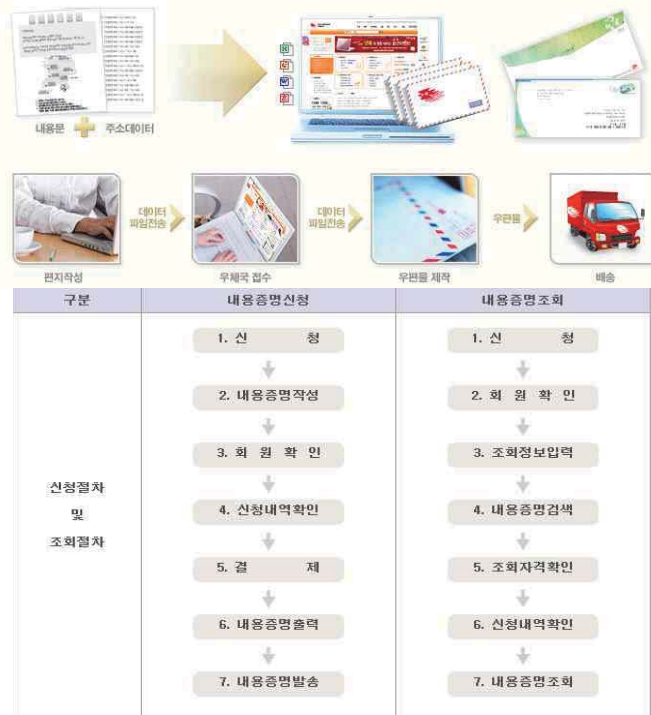 내용문 주소데이터
데이터 파일전송
데이터 파일전송
우편물
편지작성 우체국 접수 우편물 제작 배송
구분 내용증명신청 내용증명조회
신청절차
및
조회절차
1. 신 청
2. 내용증명작성
3. 회 원 확 인
4. 신청내역확인
5. 결 제
6. 내용증명출력
7. 내용증명발송
1. 신 청
2. 회 원 확 인
3. 조회정보입력
4. 내용증명검색
5. 조회자격확인
6. 신청내역확인
7. 내용증명조회